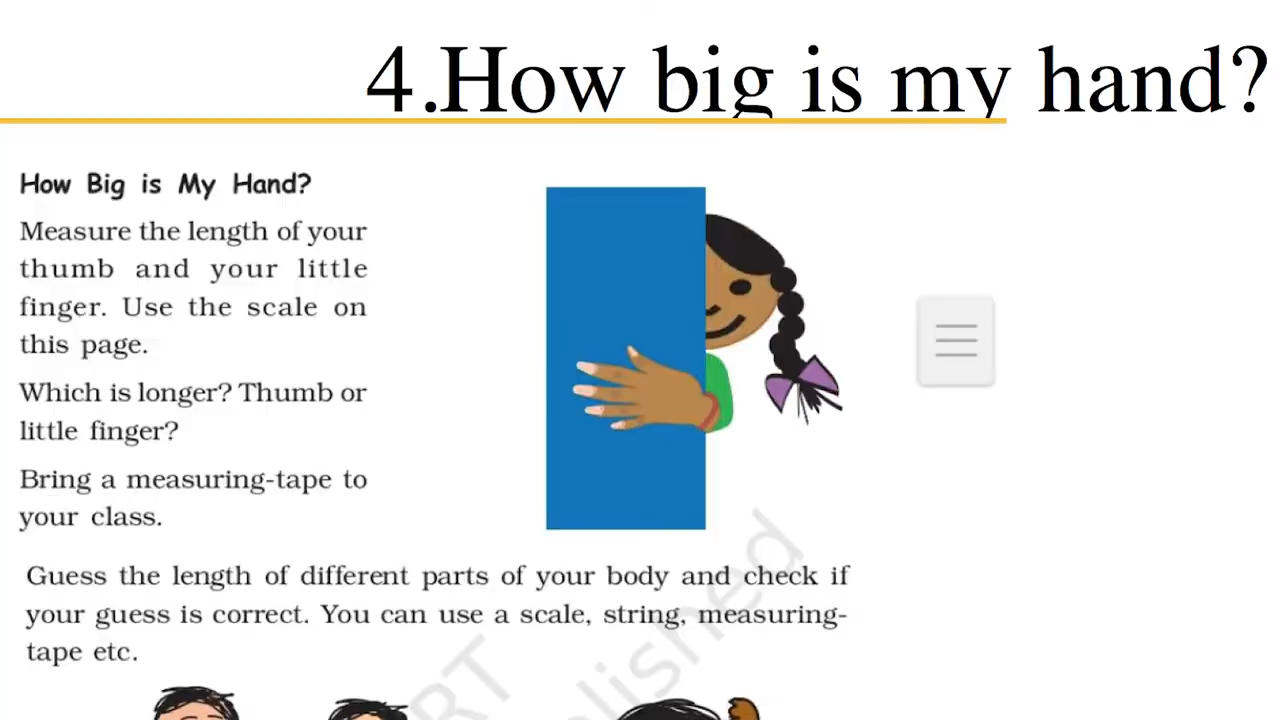 4.How big is my hand?
How Big is My Hand?
Measure the length of your
thumb and your little
finger. Use the scale on
this page.
Which is longer? Thumb or
little finger?
Bring a measuring-tape to
your class.
Guess the length of different parts of your body and check if
your guess is correct. You can use a scale, string, measuring-
tape etc.